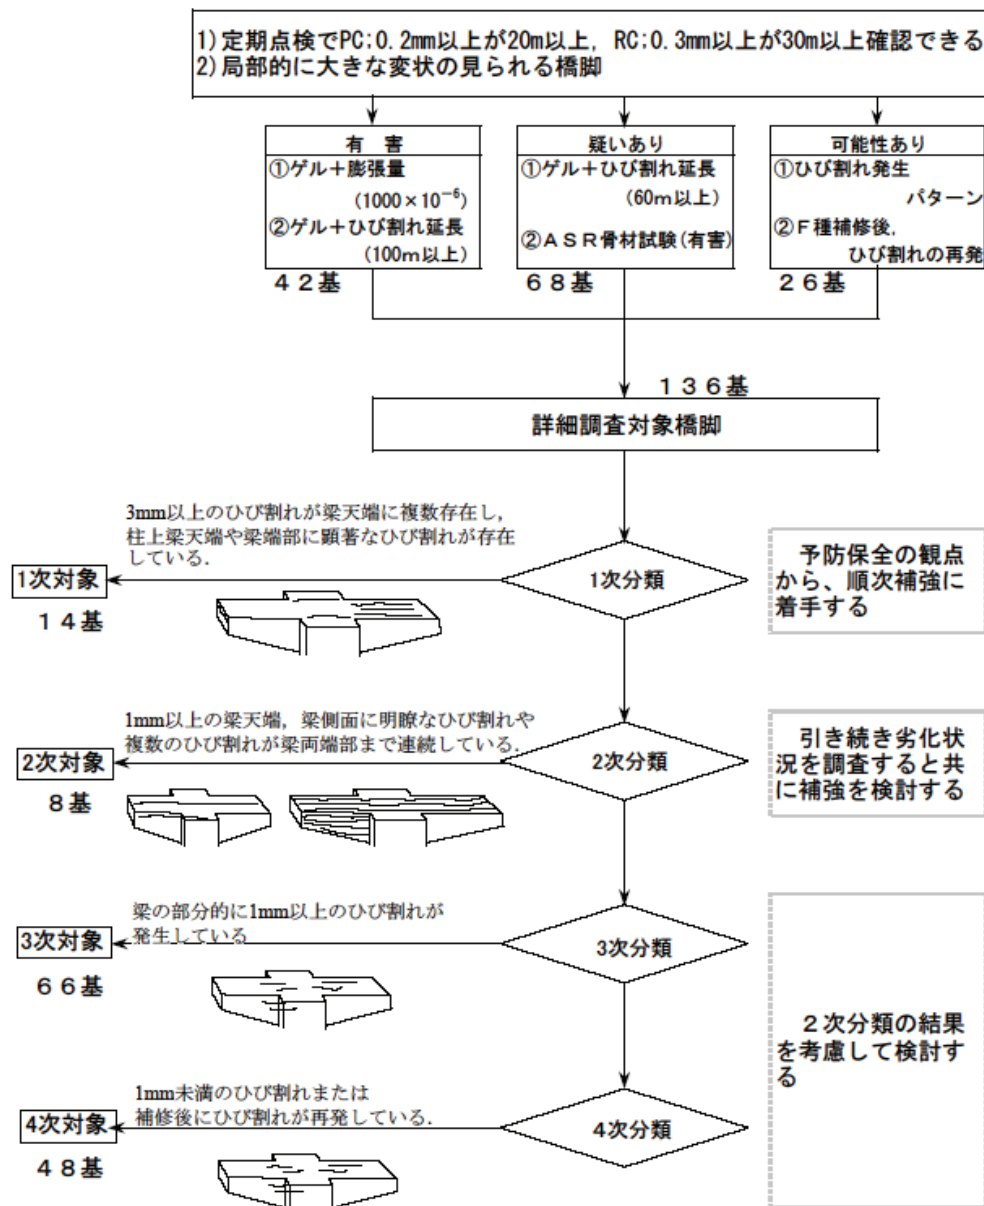 1)定期点検でPC:0.2mm以上が20m以上，RC:0.3mm以上が30m以上確認できる
2)局部的に大きな変状の見られる橋脚
有　害
①ゲル＋膨張量
(1000×10⁻⁶)
②ゲル＋ひび割れ延長
(100m以上)
４２基
疑いあり
①ゲル＋ひび割れ延長
(60m以上)
②ＡＳＲ骨材試験(有害)
６８基
可能性あり
①ひび割れ発生
パターン
②Ｆ種補修後，
ひび割れの再発
２６基
１３６基
詳細調査対象橋脚
3mm以上のひび割れが梁天端に複数存在し，
柱上梁天端や梁端部に顕著なひび割れが存在
している．
1次対象
１４基
1次分類
予防保全の観点
から、順次補強に
着手する
1mm以上の梁天端，梁側面に明瞭なひび割れや
複数のひび割れが梁両端部まで連続している．
2次対象
８基
2次分類
引き続き劣化状
況を調査すると共
に補強を検討する
梁の部分的に1mm以上のひび割れが
発生している
3次対象
６６基
3次分類
２次分類の結果
を考慮して検討す
る
1mm未満のひび割れまたは
補修後にひび割れが再発している．
4次対象
４８基
4次分類